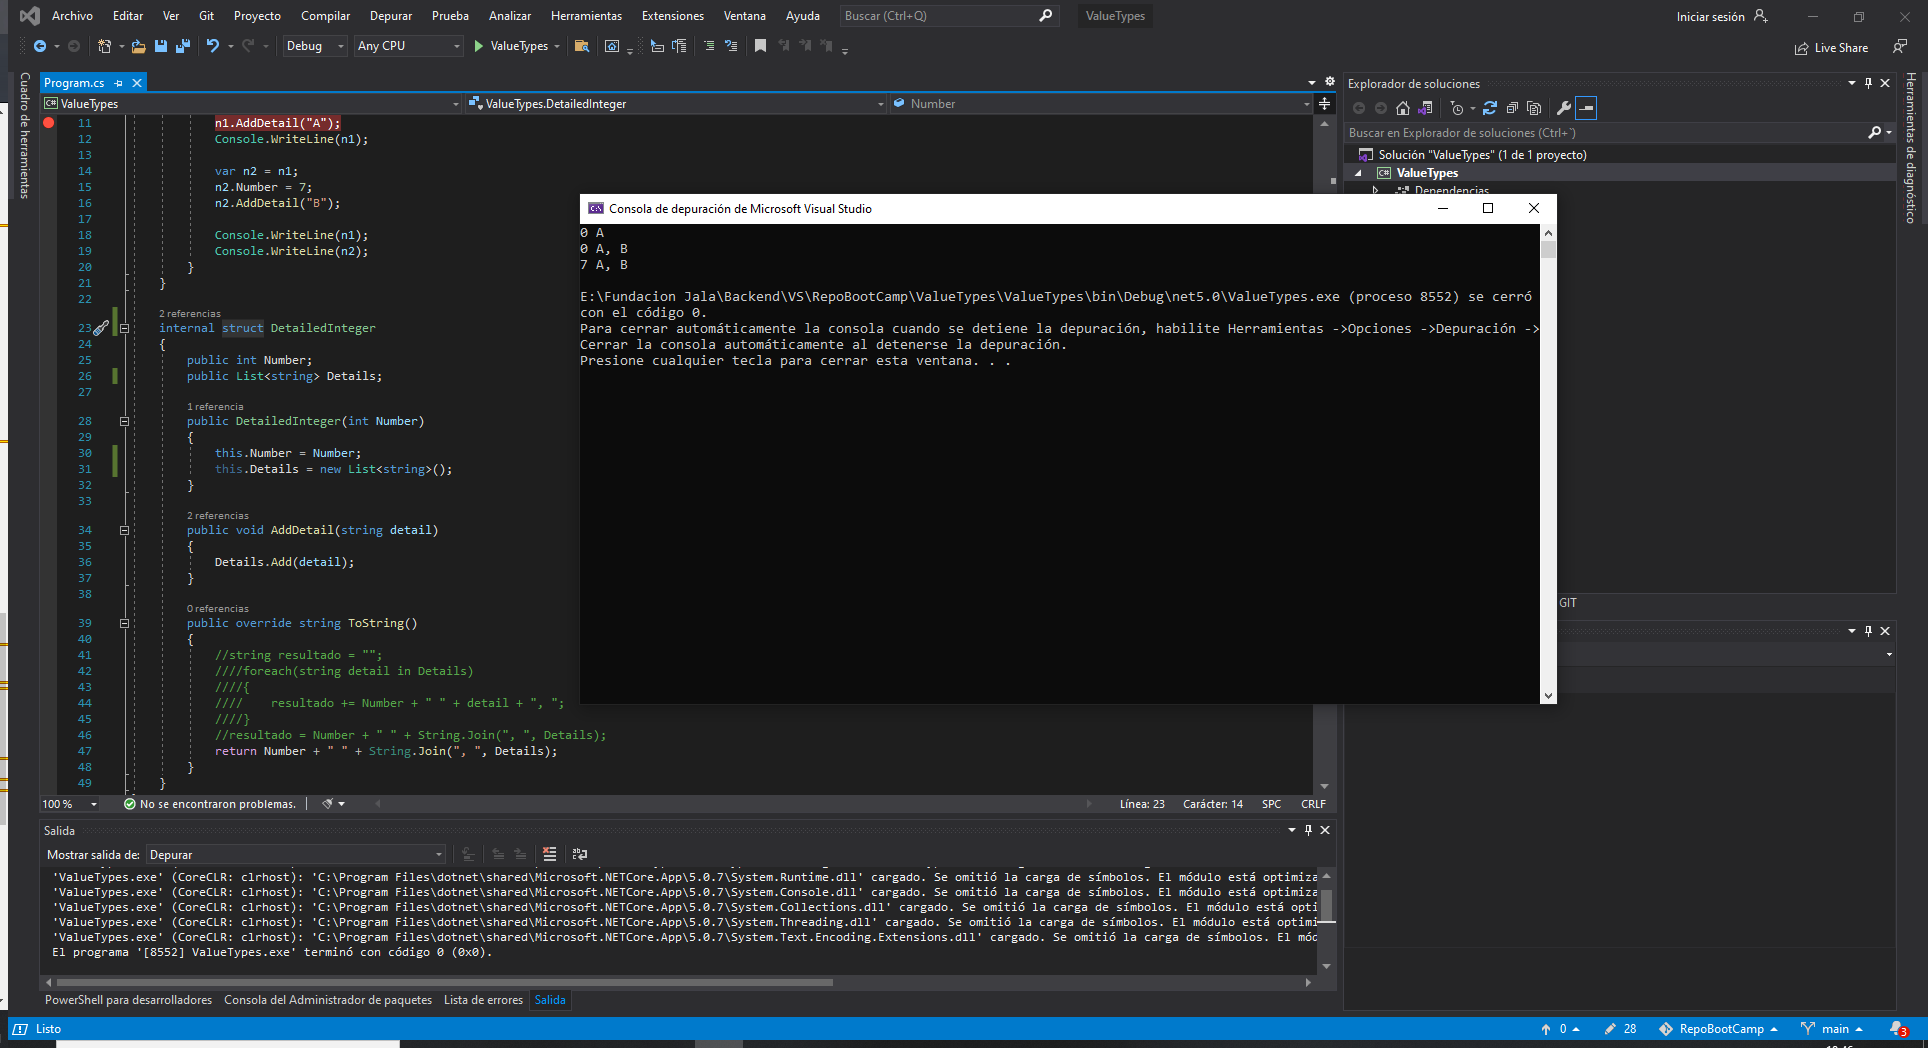 Archivo Editar Ver Git Proyecto Compilar Depurar Prueba Analizar Herramientas Extensiones Ventana Ayuda Buscar (Ctrl+Q) ValueTypes Iniciar sesión
Debug Any CPU ValueTypes Live Share
Cuadro de herramientas
Program.cs
C# ValueTypes ValueTypes.DetailedInteger Number
11 n1.AddDetail("A");
12 Console.WriteLine(n1);
13
14 var n2 = n1;
15 n2.Number = 7;
16 n2.AddDetail("B");
17
18 Console.WriteLine(n1);
19 Console.WriteLine(n2);
20 }
21 }
22
2 referencias
23 internal struct DetailedInteger
24 {
25 public int Number;
26 public List<string> Details;
27
1 referencia
28 public DetailedInteger(int Number)
29 {
30 this.Number = Number;
31 this.Details = new List<string>();
32 }
33
2 referencias
34 public void AddDetail(string detail)
35 {
36 Details.Add(detail);
37 }
38
0 referencias
39 public override string ToString()
40 {
41 //string resultado = "";
42 ////foreach(string detail in Details)
43 ////{
44 //// resultado += Number + " " + detail + ", ";
45 ////}
46 //resultado = Number + " " + String.Join(", ", Details);
47 return Number + " " + String.Join(", ", Details);
48 }
49 }
100 % No se encontraron problemas. Línea: 23 Carácter: 14 SPC CRLF
Consola de depuración de Microsoft Visual Studio
0 A
0 A, B
7 A, B
E:\Fundacion Jala\Backend\VS\RepoBootCamp\ValueTypes\ValueTypes\bin\Debug\net5.0\ValueTypes.exe (proceso 8552) se cerró
con el código 0.
Para cerrar automáticamente la consola cuando se detiene la depuración, habilite Herramientas ->Opciones ->Depuración ->
Cerrar la consola automáticamente al detenerse la depuración.
Presione cualquier tecla para cerrar esta ventana. . .
Explorador de soluciones
Buscar en Explorador de soluciones (Ctrl+`)
Solución "ValueTypes" (1 de 1 proyecto)
C# ValueTypes
Dependencias
GIT
Herramientas de diagnóstico
Salida
Mostrar salida de: Depurar
'ValueTypes.exe' (CoreCLR: clrhost): 'C:\Program Files\dotnet\shared\Microsoft.NETCore.App\5.0.7\System.Runtime.dll' cargado. Se omitió la carga de símbolos. El módulo está optimiza
'ValueTypes.exe' (CoreCLR: clrhost): 'C:\Program Files\dotnet\shared\Microsoft.NETCore.App\5.0.7\System.Console.dll' cargado. Se omitió la carga de símbolos. El módulo está optimiza
'ValueTypes.exe' (CoreCLR: clrhost): 'C:\Program Files\dotnet\shared\Microsoft.NETCore.App\5.0.7\System.Collections.dll' cargado. Se omitió la carga de símbolos. El módulo está opti
'ValueTypes.exe' (CoreCLR: clrhost): 'C:\Program Files\dotnet\shared\Microsoft.NETCore.App\5.0.7\System.Threading.dll' cargado. Se omitió la carga de símbolos. El módulo está optimi
'ValueTypes.exe' (CoreCLR: clrhost): 'C:\Program Files\dotnet\shared\Microsoft.NETCore.App\5.0.7\System.Text.Encoding.Extensions.dll' cargado. Se omitió la carga de símbolos. El mód
El programa '[8552] ValueTypes.exe' terminó con código 0 (0x0).
PowerShell para desarrolladores Consola del Administrador de paquetes Lista de errores Salida
Listo 0 28 RepoBootCamp main 3